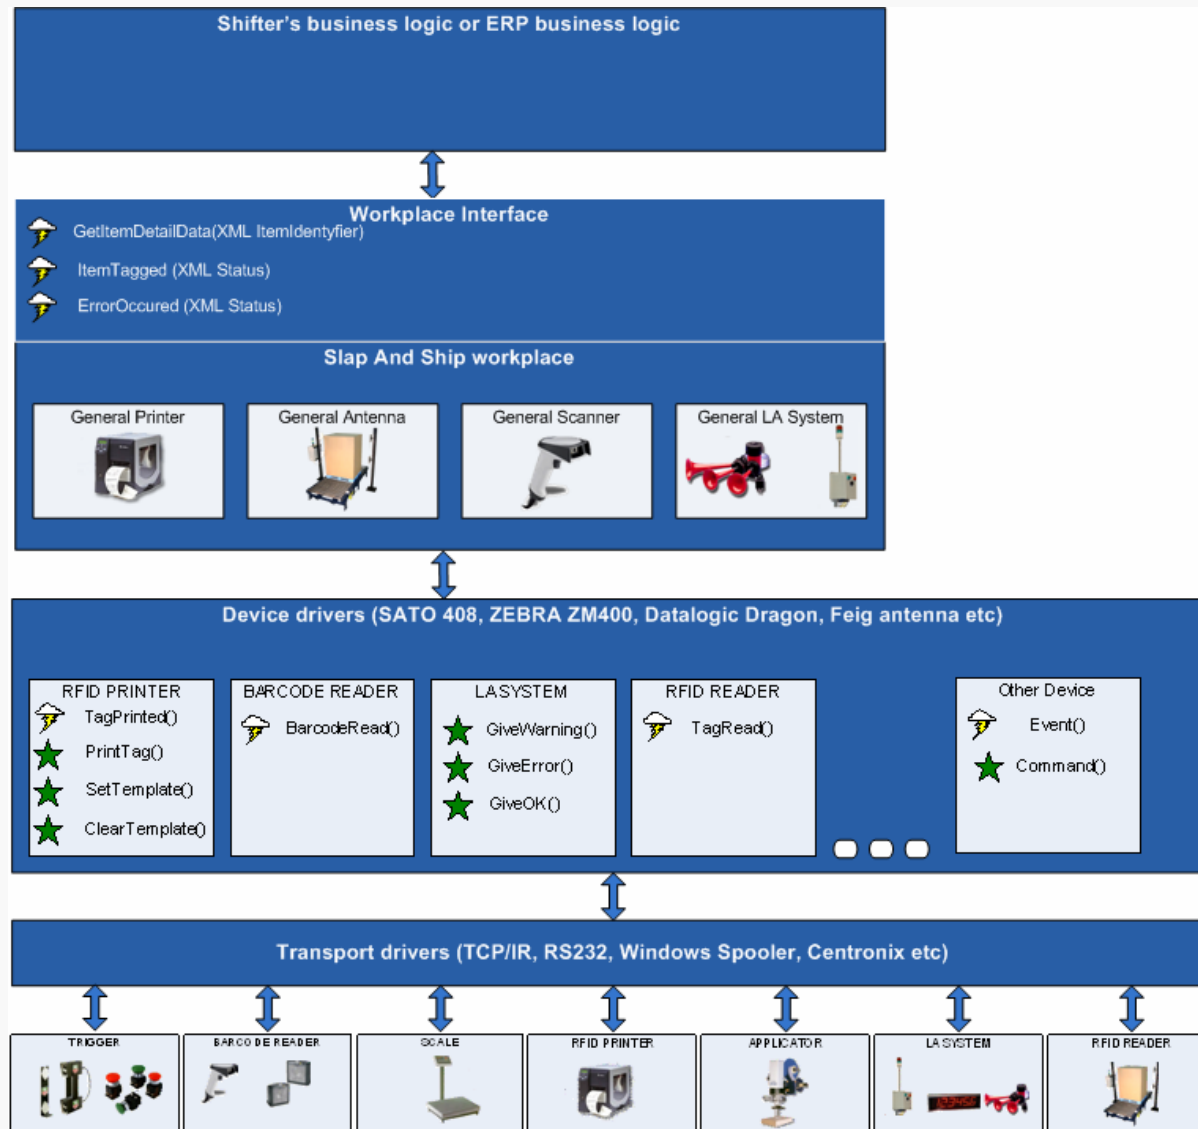 Shifter's business logic or ERP business logic
Workplace Interface
GetItemDetailData(XML ItemIdentyfier)
ItemTagged (XML Status)
ErrorOccured (XML Status)
Slap And Ship workplace
General Printer
General Antenna
General Scanner
General LA System
Device drivers (SATO 408, ZEBRA ZM400, Datalogic Dragon, Feig antenna etc)
RFID PRINTER
TagPrinted()
PrintTag()
SetTemplate()
ClearTemplate()
BARCODE READER
BarcodeRead()
LASYSTEM
GiveWarning()
GiveError()
GiveOK()
RFID READER
TagRead()
Other Device
Event()
Command()
Transport drivers (TCP/IR, RS232, Windows Spooler, Centronix etc)
TRIGGER
BARCODE READER
SCALE
RFID PRINTER
APPLICATOR
LA SYSTEM
RFID READER